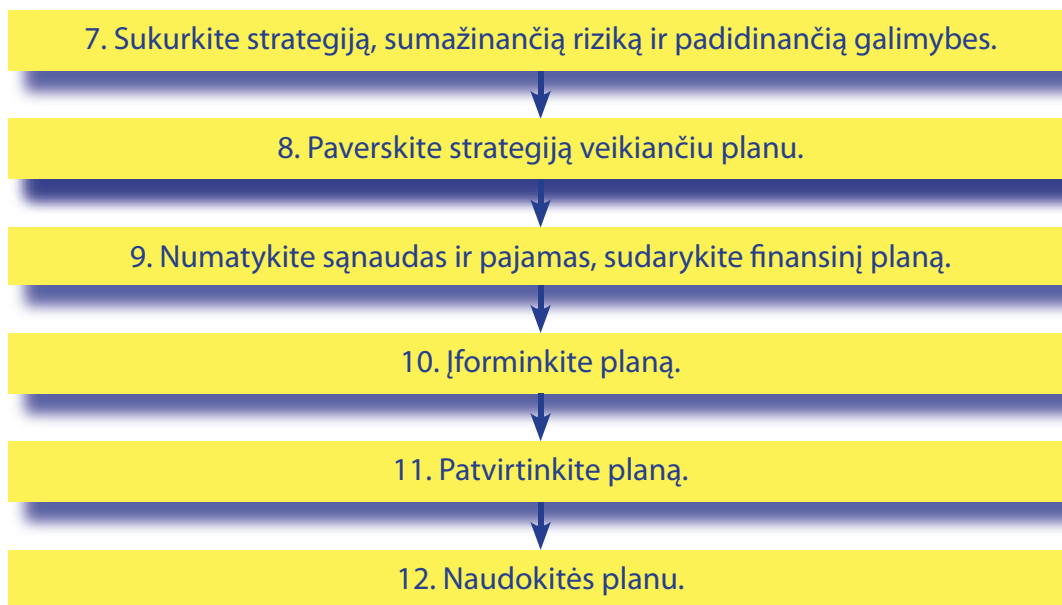 7. Sukurkite strategiją, sumažinančią riziką ir padidinančią galimybes.
8. Paverskite strategiją veikiančiu planu.
9. Numatykite sąnaudas ir pajamas, sudarykite finansinį planą.
10. Įforminkite planą.
11. Patvirtinkite planą.
12. Naudokitės planu.